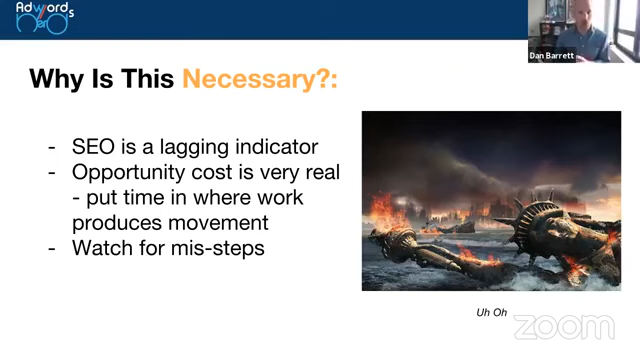 AdWords
Nerd
Dan Barrett
Why Is This Necessary?:
- SEO is a lagging indicator
- Opportunity cost is very real
- put time in where work
produces movement
- Watch for mis-steps
Uh Oh
zoom